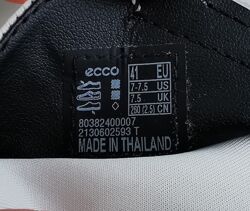 ecco
41 EU
7-7.5 US
7.5 UK
260 (2.5) CN
80382400007
2130602593 T
MADE IN THAILAND